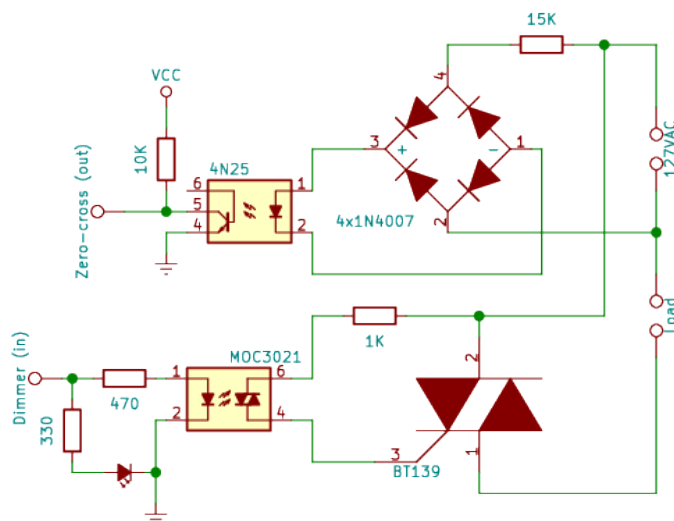 15K
VCC
4
10K
4N25
3
+
-
1
127VAC
6
5
4
1
2
4x1N4007
2
Zero-cross (out)
Load
1K
MOC3021
2
Dimmer (in)
1
6
470
2
4
330
3
BT139
1